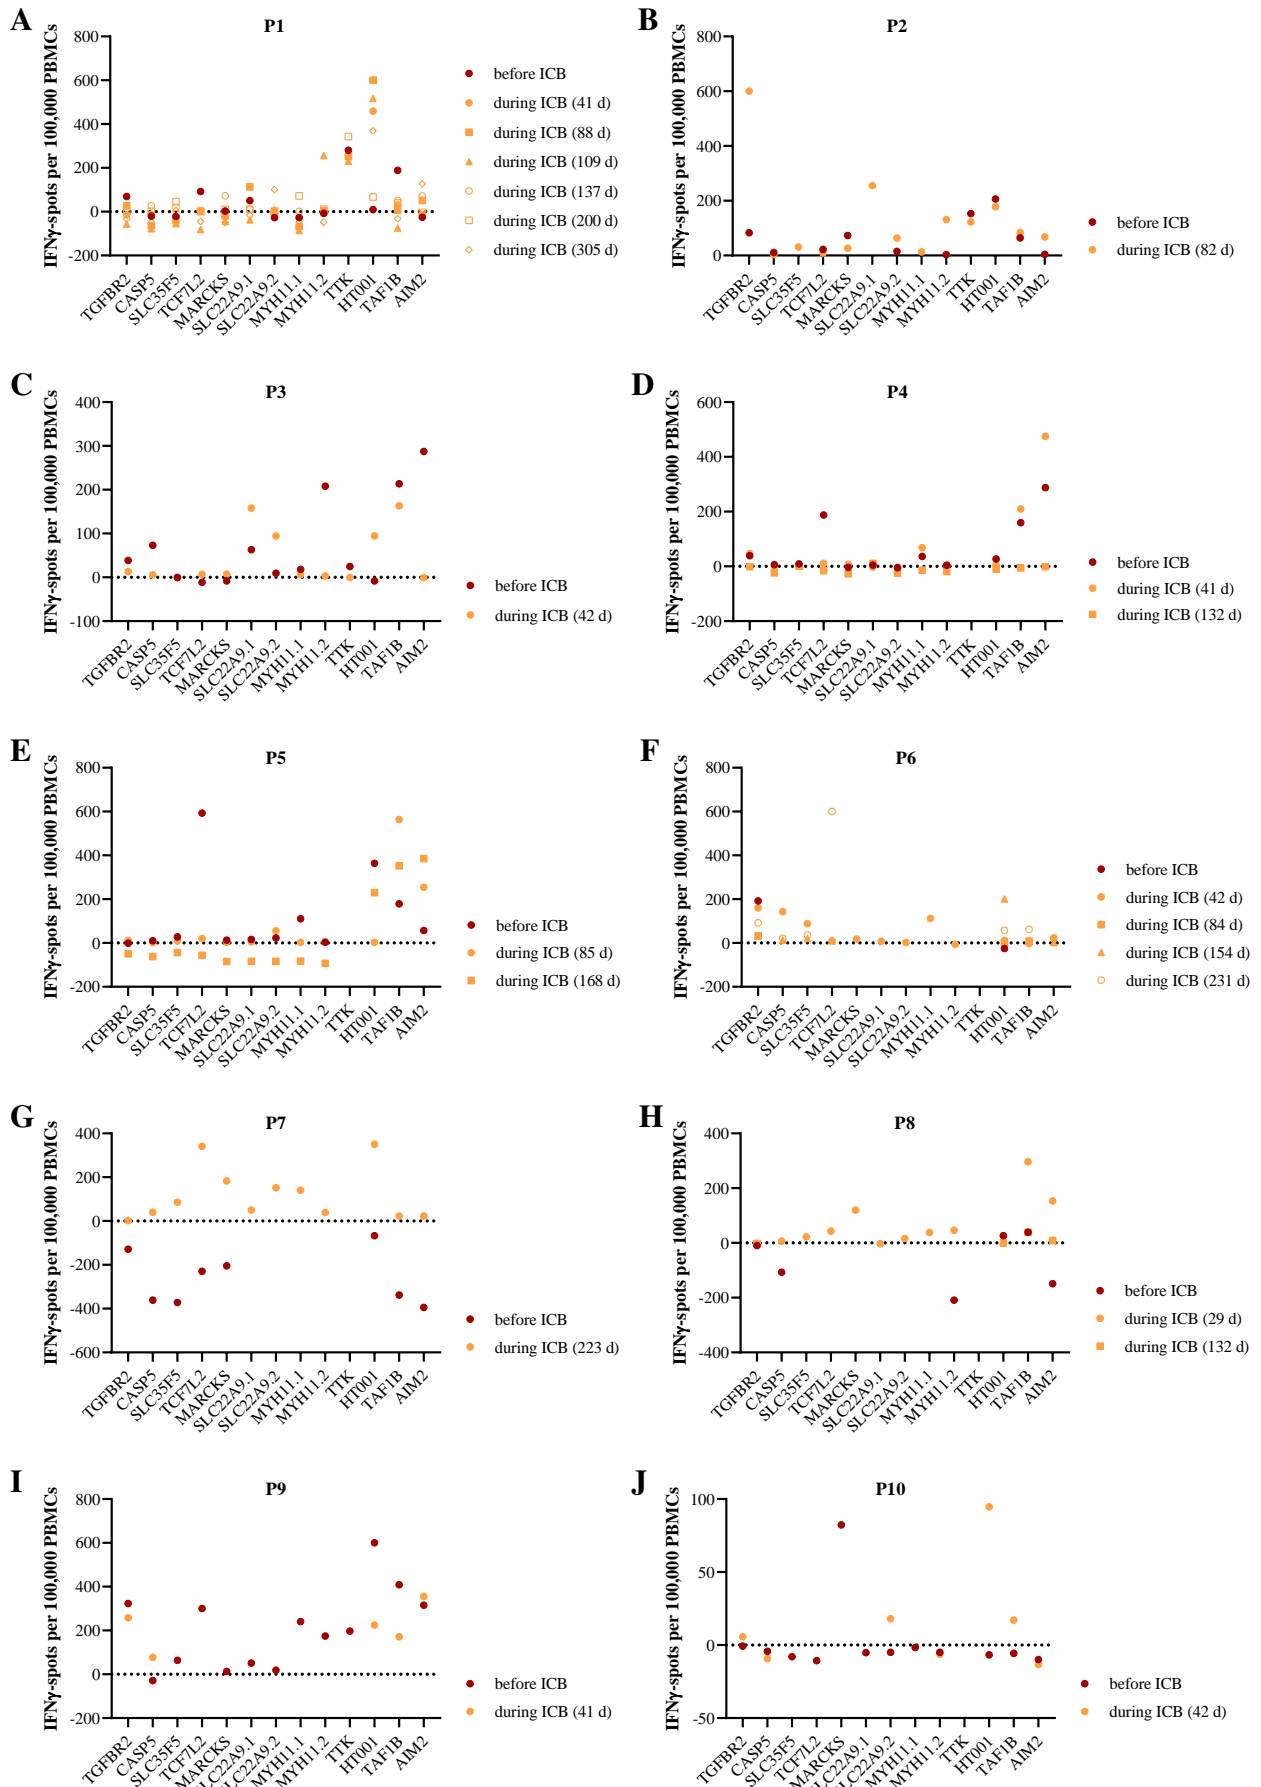 A
P1
IFNγ-spots per 100,000 PBMCs
800
600
400
200
0
-200
TGFBR2
CASP5
SLC35F5
TCF7L2
MARCKS
SLC22A9.1
SLC22A9.2
MYH11.1
MYH11.2
TTK
HT001
TAF1B
AIM2
before ICB
during ICB (41 d)
during ICB (88 d)
during ICB (109 d)
during ICB (137 d)
during ICB (200 d)
during ICB (305 d)
B
P2
IFNγ-spots per 100,000 PBMCs
800
600
400
200
0
TGFBR2
CASP5
SLC35F5
TCF7L2
MARCKS
SLC22A9.1
SLC22A9.2
MYH11.1
MYH11.2
TTK
HT001
TAF1B
AIM2
before ICB
during ICB (82 d)
C
P3
IFNγ-spots per 100,000 PBMCs
400
300
200
100
0
-100
TGFBR2
CASP5
SLC35F5
TCF7L2
MARCKS
SLC22A9.1
SLC22A9.2
MYH11.1
MYH11.2
TTK
HT001
TAF1B
AIM2
before ICB
during ICB (42 d)
D
P4
IFNγ-spots per 100,000 PBMCs
600
400
200
0
-200
TGFBR2
CASP5
SLC35F5
TCF7L2
MARCKS
SLC22A9.1
SLC22A9.2
MYH11.1
MYH11.2
TTK
HT001
TAF1B
AIM2
before ICB
during ICB (41 d)
during ICB (132 d)
E
P5
IFNγ-spots per 100,000 PBMCs
800
600
400
200
0
-200
TGFBR2
CASP5
SLC35F5
TCF7L2
MARCKS
SLC22A9.1
SLC22A9.2
MYH11.1
MYH11.2
TTK
HT001
TAF1B
AIM2
before ICB
during ICB (85 d)
during ICB (168 d)
F
P6
IFNγ-spots per 100,000 PBMCs
800
600
400
200
0
-200
TGFBR2
CASP5
SLC35F5
TCF7L2
MARCKS
SLC22A9.1
SLC22A9.2
MYH11.1
MYH11.2
TTK
HT001
TAF1B
AIM2
before ICB
during ICB (42 d)
during ICB (84 d)
during ICB (154 d)
during ICB (231 d)
G
P7
IFNγ-spots per 100,000 PBMCs
400
200
0
-200
-400
-600
TGFBR2
CASP5
SLC35F5
TCF7L2
MARCKS
SLC22A9.1
SLC22A9.2
MYH11.1
MYH11.2
TTK
HT001
TAF1B
AIM2
before ICB
during ICB (223 d)
H
P8
IFNγ-spots per 100,000 PBMCs
400
200
0
-200
-400
TGFBR2
CASP5
SLC35F5
TCF7L2
MARCKS
SLC22A9.1
SLC22A9.2
MYH11.1
MYH11.2
TTK
HT001
TAF1B
AIM2
before ICB
during ICB (29 d)
during ICB (132 d)
I
P9
IFNγ-spots per 100,000 PBMCs
800
600
400
200
0
-200
TGFBR2
CASP5
SLC35F5
TCF7L2
MARCKS
SLC22A9.1
SLC22A9.2
MYH11.1
MYH11.2
TTK
HT001
TAF1B
AIM2
before ICB
during ICB (41 d)
J
P10
IFNγ-spots per 100,000 PBMCs
100
50
0
-50
TGFBR2
CASP5
SLC35F5
TCF7L2
MARCKS
SLC22A9.1
SLC22A9.2
MYH11.1
MYH11.2
TTK
HT001
TAF1B
AIM2
before ICB
during ICB (42 d)